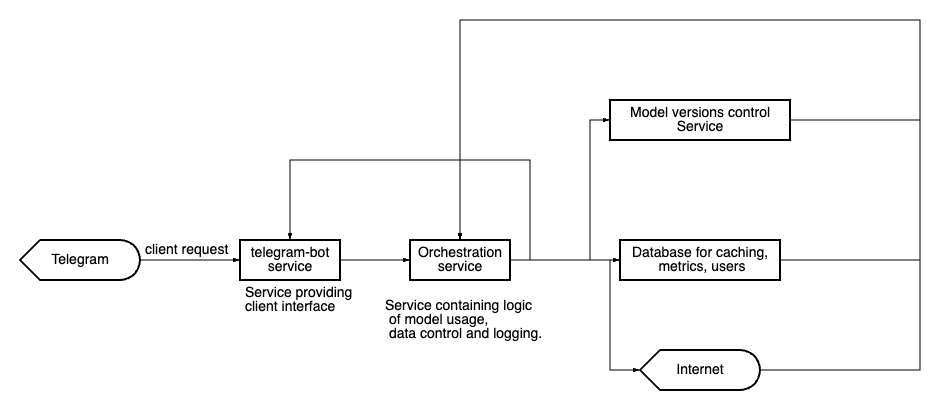 Model versions control
Service
Telegram
client request
telegram-bot
service
Service providing
client interface
Orchestration
service
Service containing logic
of model usage,
data control and logging.
Database for caching,
metrics, users
Internet